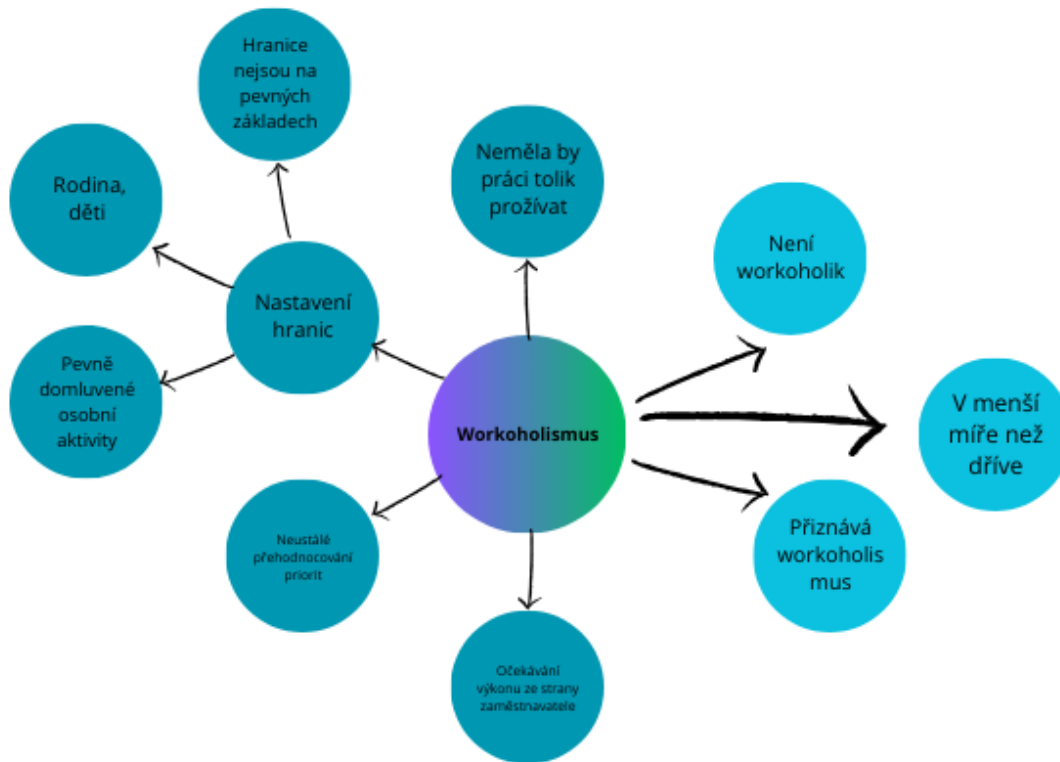 Hranice
nejsou na
pevných
základech
Rodina,
děti
Neměla by
práci tolik
prožívat
Není
workoholik
Nastavení
hranic
Pevně
domluvené
osobní
aktivity
Workoholismus
V menší
míře než
dříve
Neustálé
přehodnocování
priorit
Přiznává
workoholis
mus
Očekávání
výkonu ze strany
zaměstnavatele